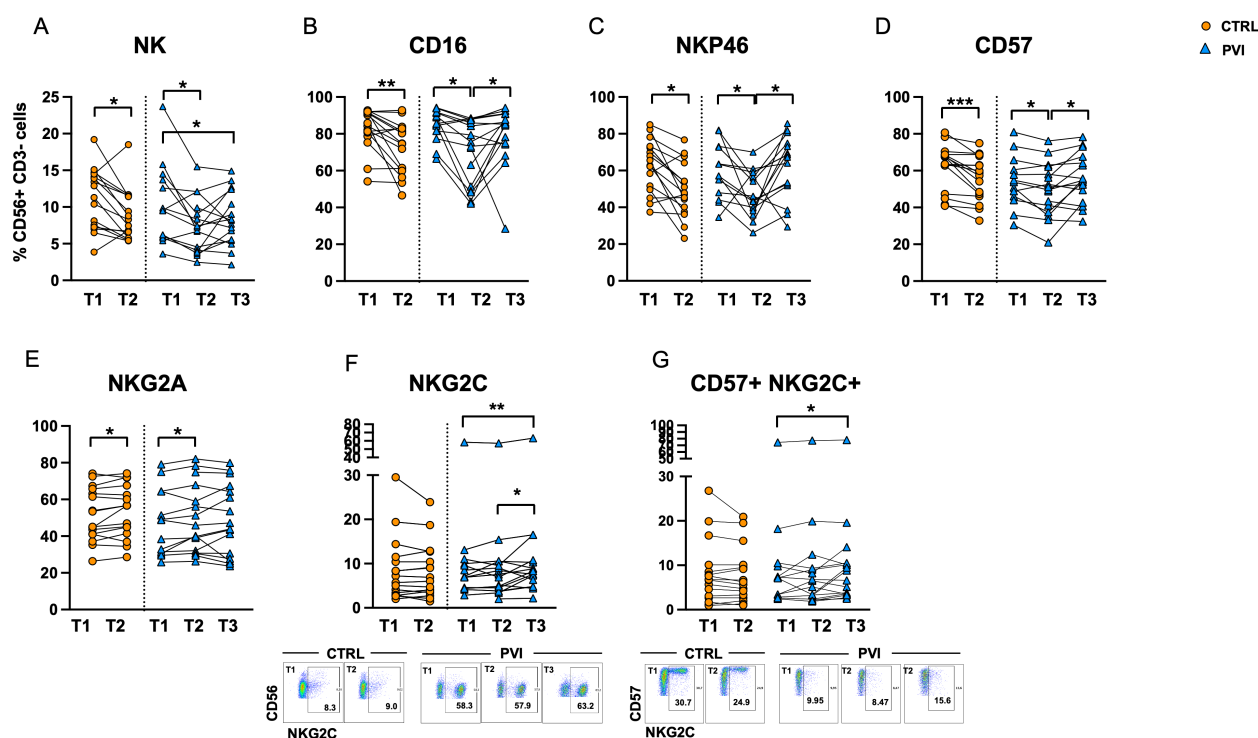 A
B
C
D
NK
CD16
NKP46
CD57
CTRL
PVI
% CD56+ CD3- cells
25
20
15
10
5
0
*
*
*
T1 T2 T1 T2 T3
100
80
60
40
20
0
**
*
*
T1 T2 T1 T2 T3
100
80
60
40
20
0
*
*
*
T1 T2 T1 T2 T3
100
80
60
40
20
0
***
*
*
T1 T2 T1 T2 T3
E
F
G
NKG2A
NKG2C
CD57+ NKG2C+
100
80
60
40
20
0
*
*
T1 T2 T1 T2 T3
80
70
60
50
40
30
20
10
0
**
*
T1 T2 T1 T2 T3
100
90
80
70
60
50
30
20
10
0
*
T1 T2 T1 T2 T3
CTRL
PVI
CD56
T1
8.3
T2
9.0
T1
58.3
T2
57.9
T3
63.2
NKG2C
CTRL
PVI
CD57
T1
30.7
T2
24.9
T1
9.95
T2
8.47
T2
15.6
NKG2C